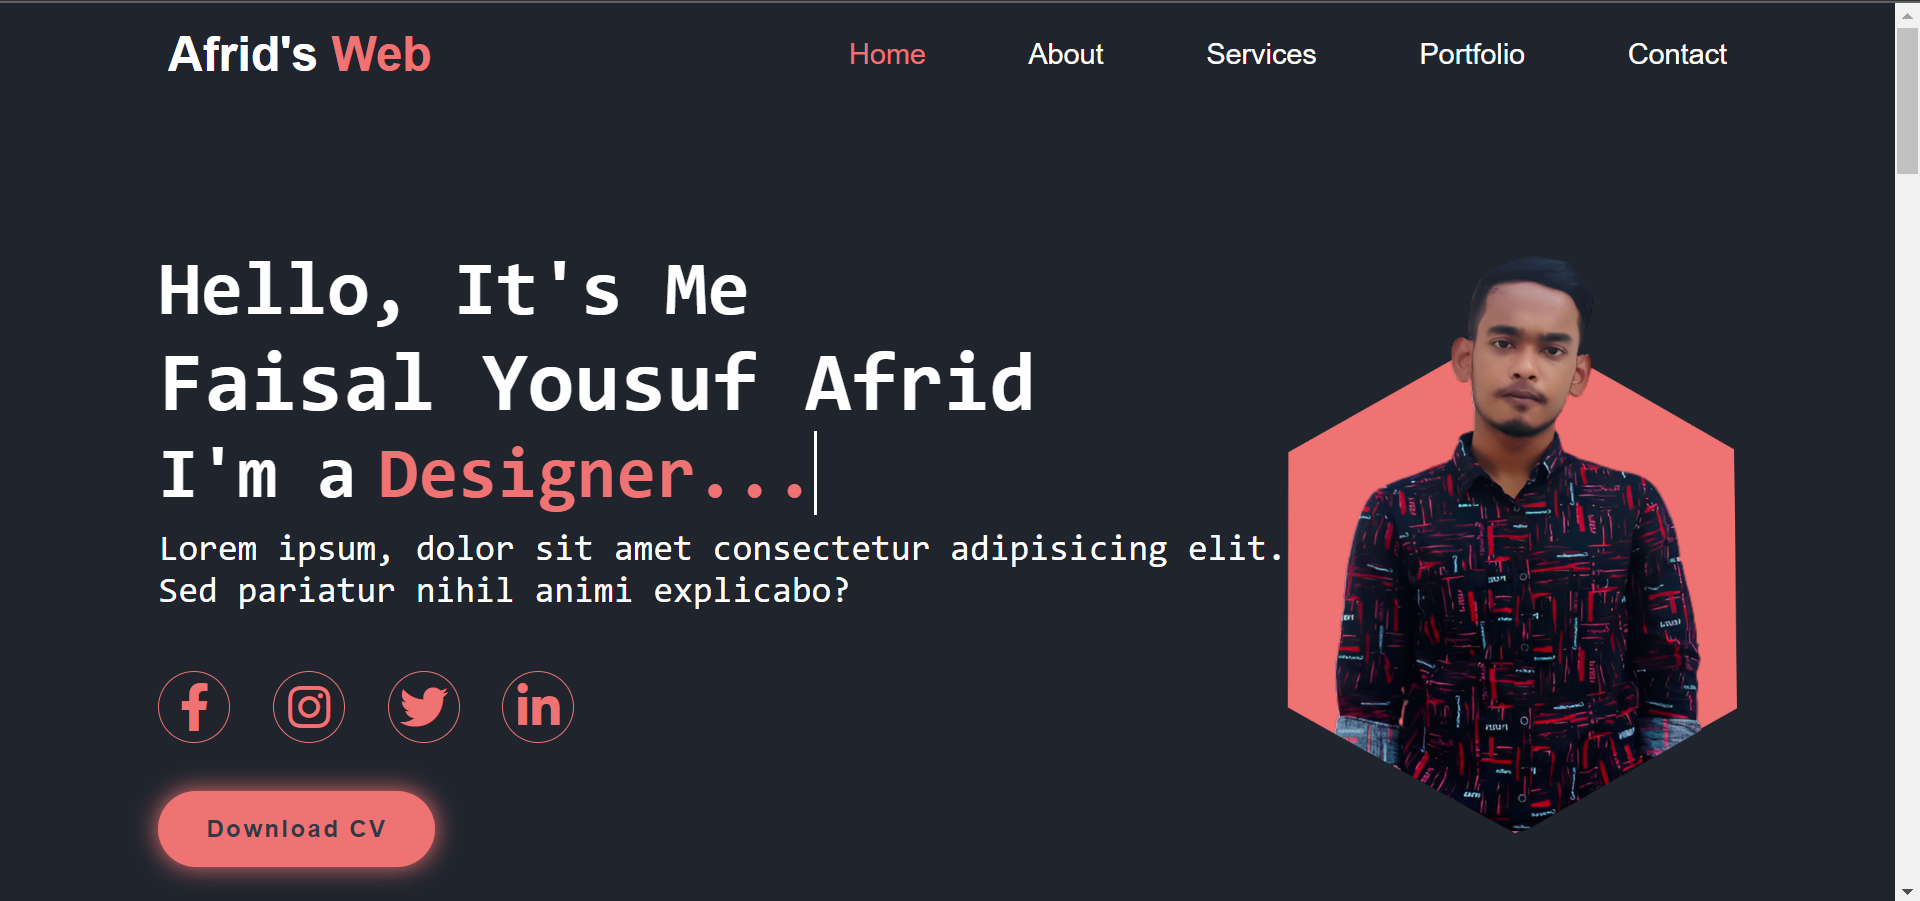 Afrid's Web
Home About Services Portfolio Contact
Hello, It's Me
Faisal Yousuf Afrid
I'm a Designer...
Lorem ipsum, dolor sit amet consectetur adipisicing elit.
Sed pariatur nihil animi explicabo?
Download CV